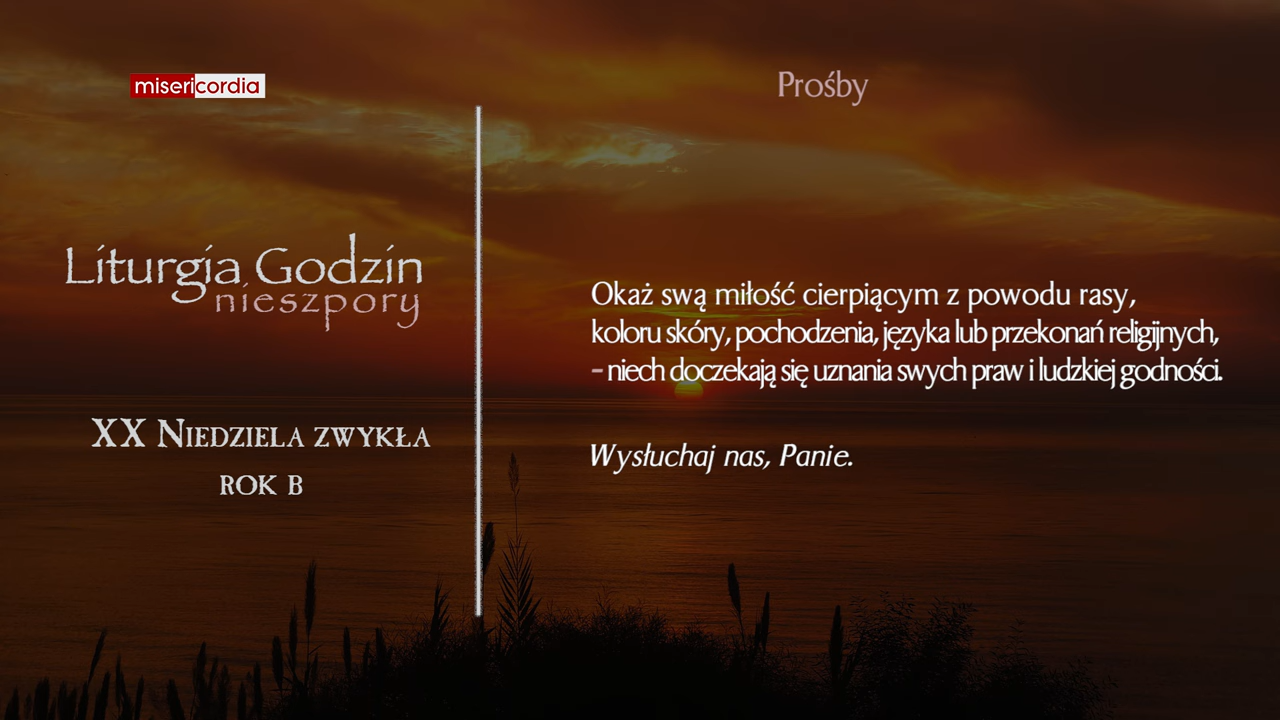 misericordia
Prośby
Liturgia Godzin
nieszpory
XX Niedziela zwykła
rok B
Okaż swą miłość cierpiącym z powodu rasy,
koloru skóry, pochodzenia, języka lub przekonań religijnych,
– niech doczekają się uznania swych praw i ludzkiej godności.
Wysłuchaj nas, Panie.